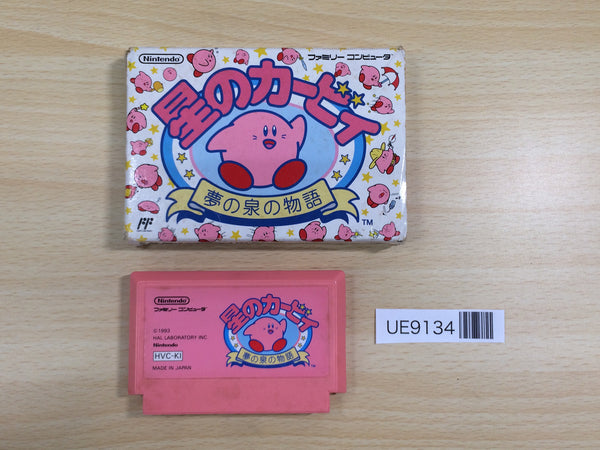 Nintendo
ファミリー コンピュータ
星のカービィ
夢の泉の物語
TM
FF
Nintendo
ファミリー コンピュータ
©1993
HAL LABORATORY INC
Nintendo
HVC-KI
MADE IN JAPAN
星のカービィ
夢の泉の物語
TM
UE9134